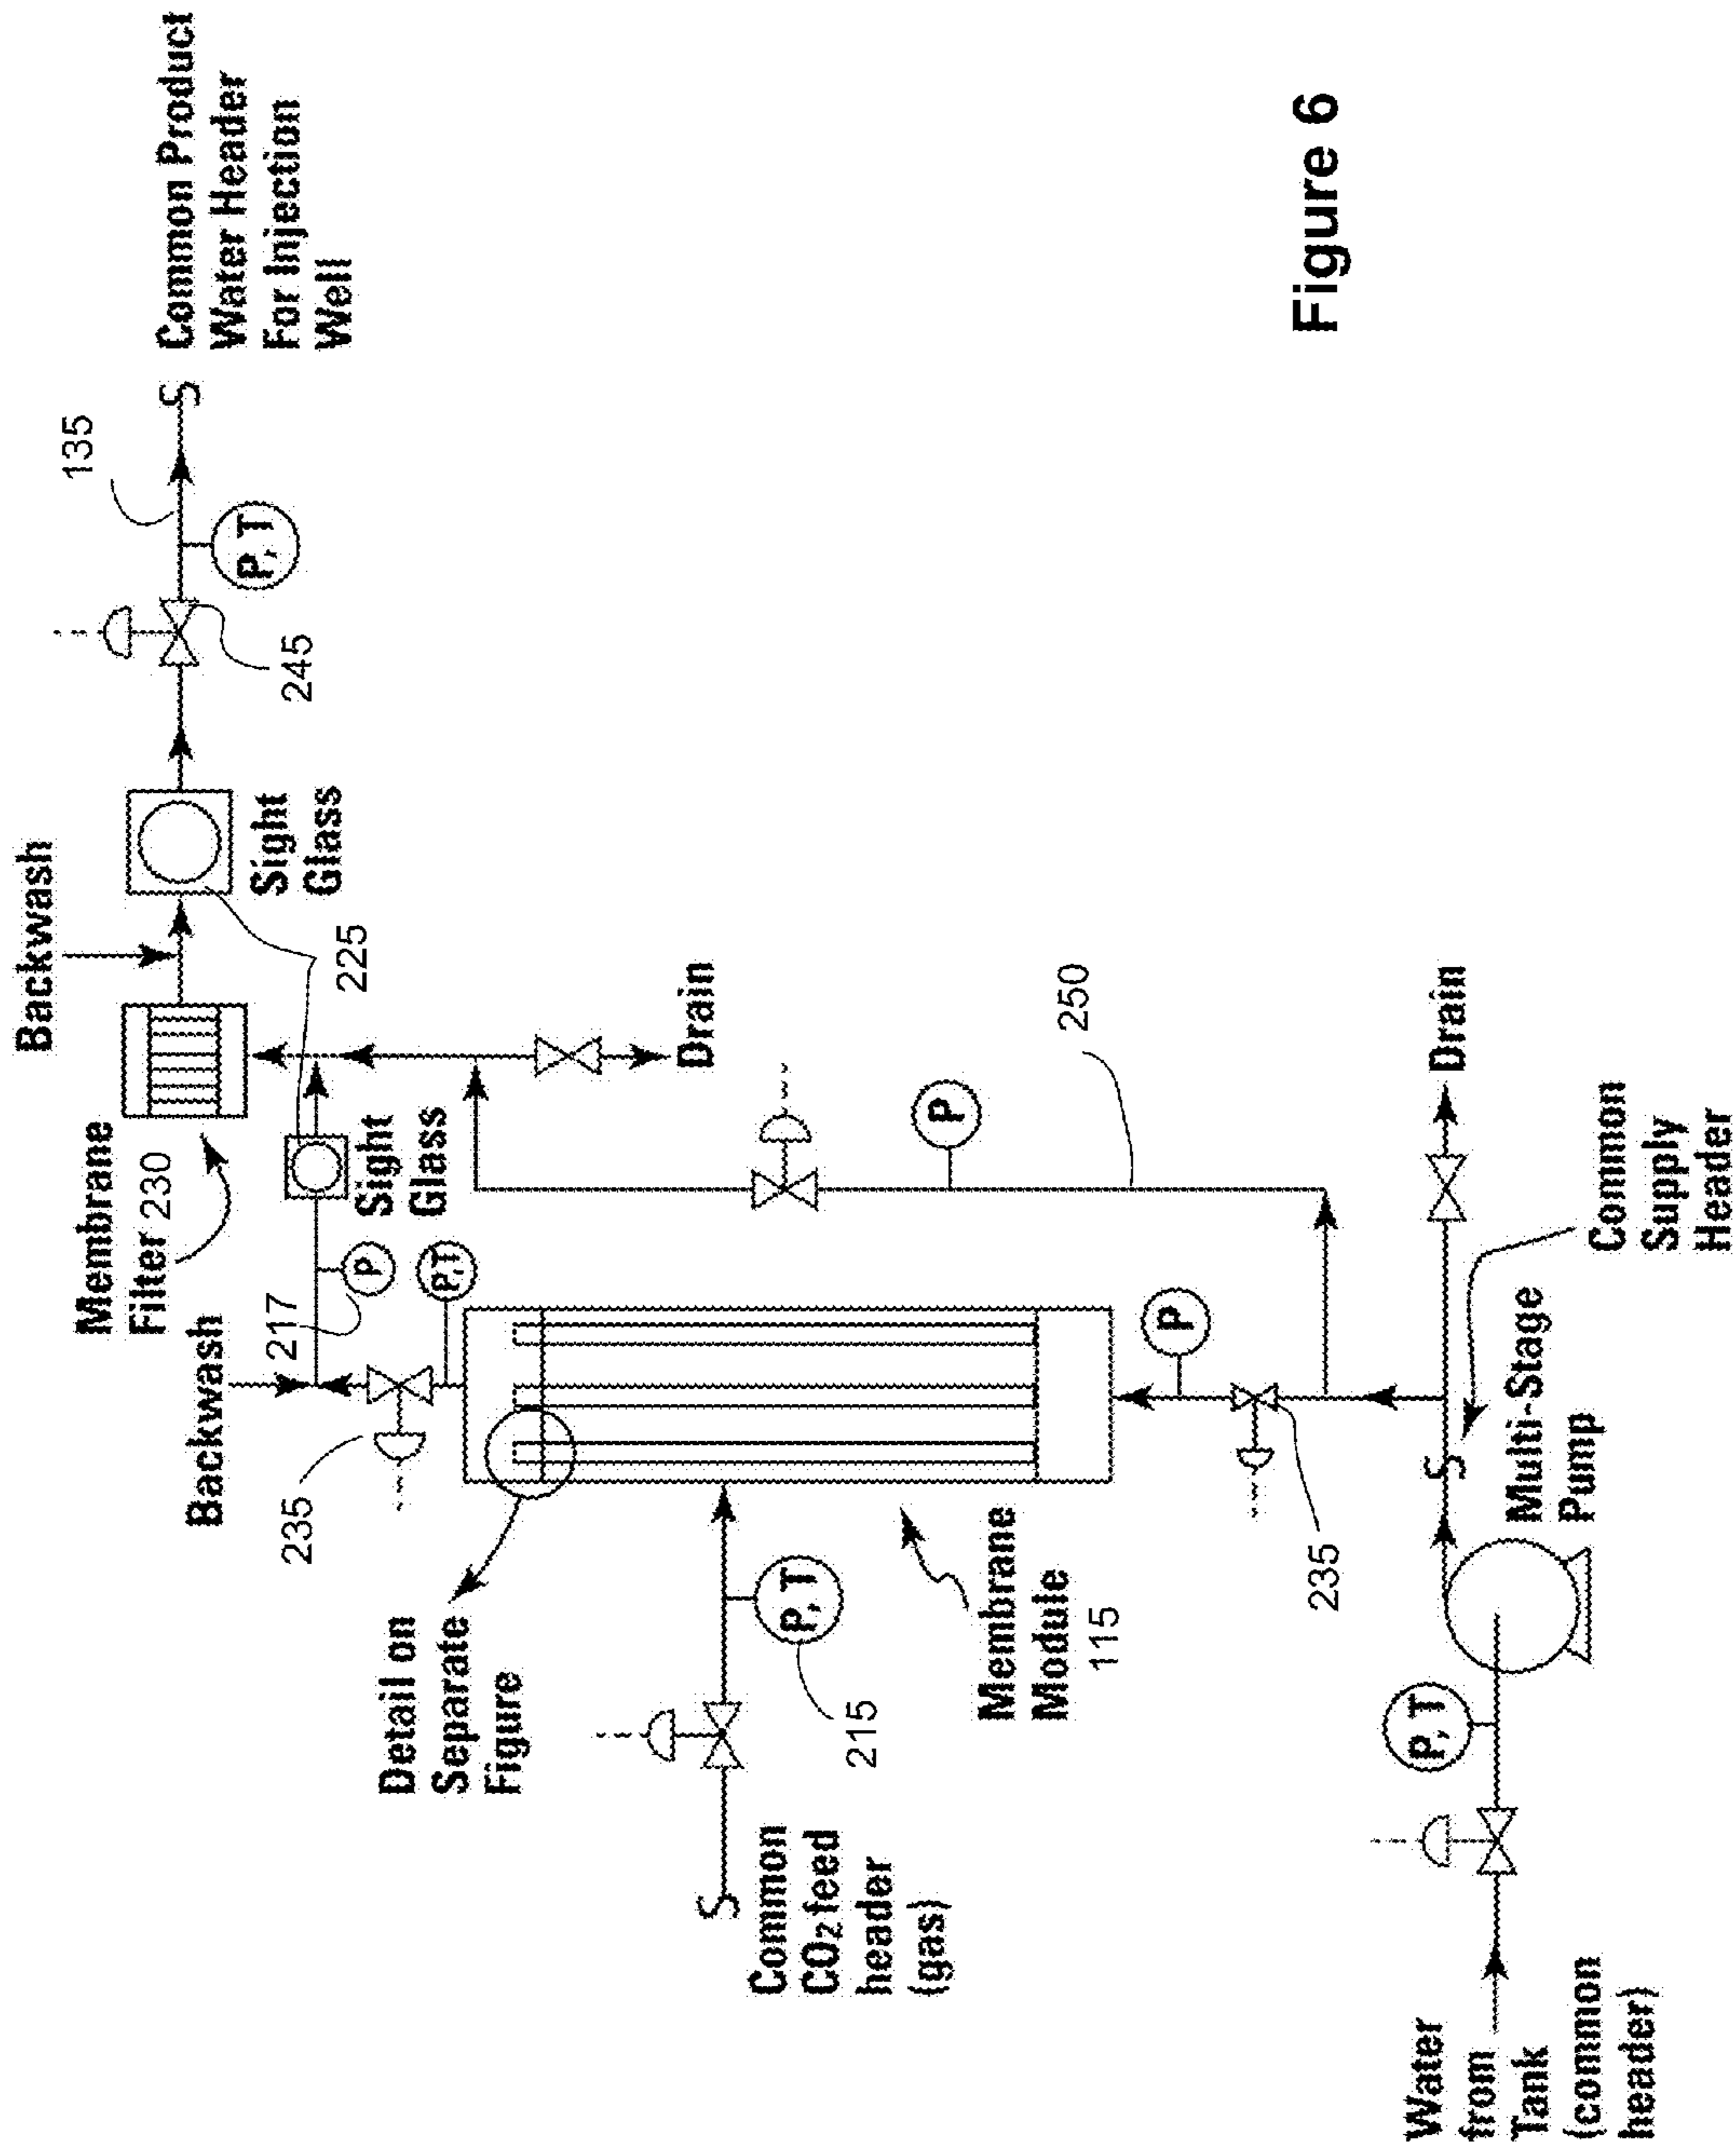 Common Product
Water Header
For Injection
Well
135
S
P, T
245
Backwash
Sight
Glass
225
Membrane
Filter 230
Drain
Backwash
217
P
Sight
Glass
P,T
235
250
P
Detail on
Separate
Figure
P
Drain
Common
Supply
Header
S
Common
CO₂ feed
header
(gas)
P, T
215
Membrane
Module
115
235
S
Multi-Stage
Pump
P, T
Water
from
Tank
(common
header)
Figure 6